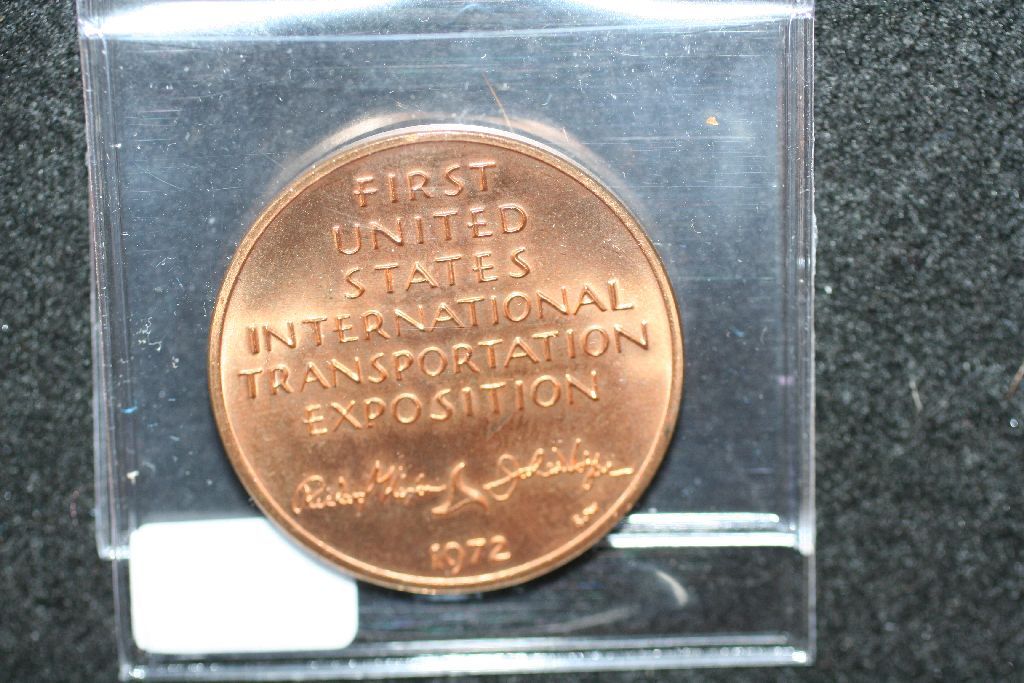 FIRST
UNITED
STATES
INTERNATIONAL
TRANSPORTATION
EXPOSITION
1972